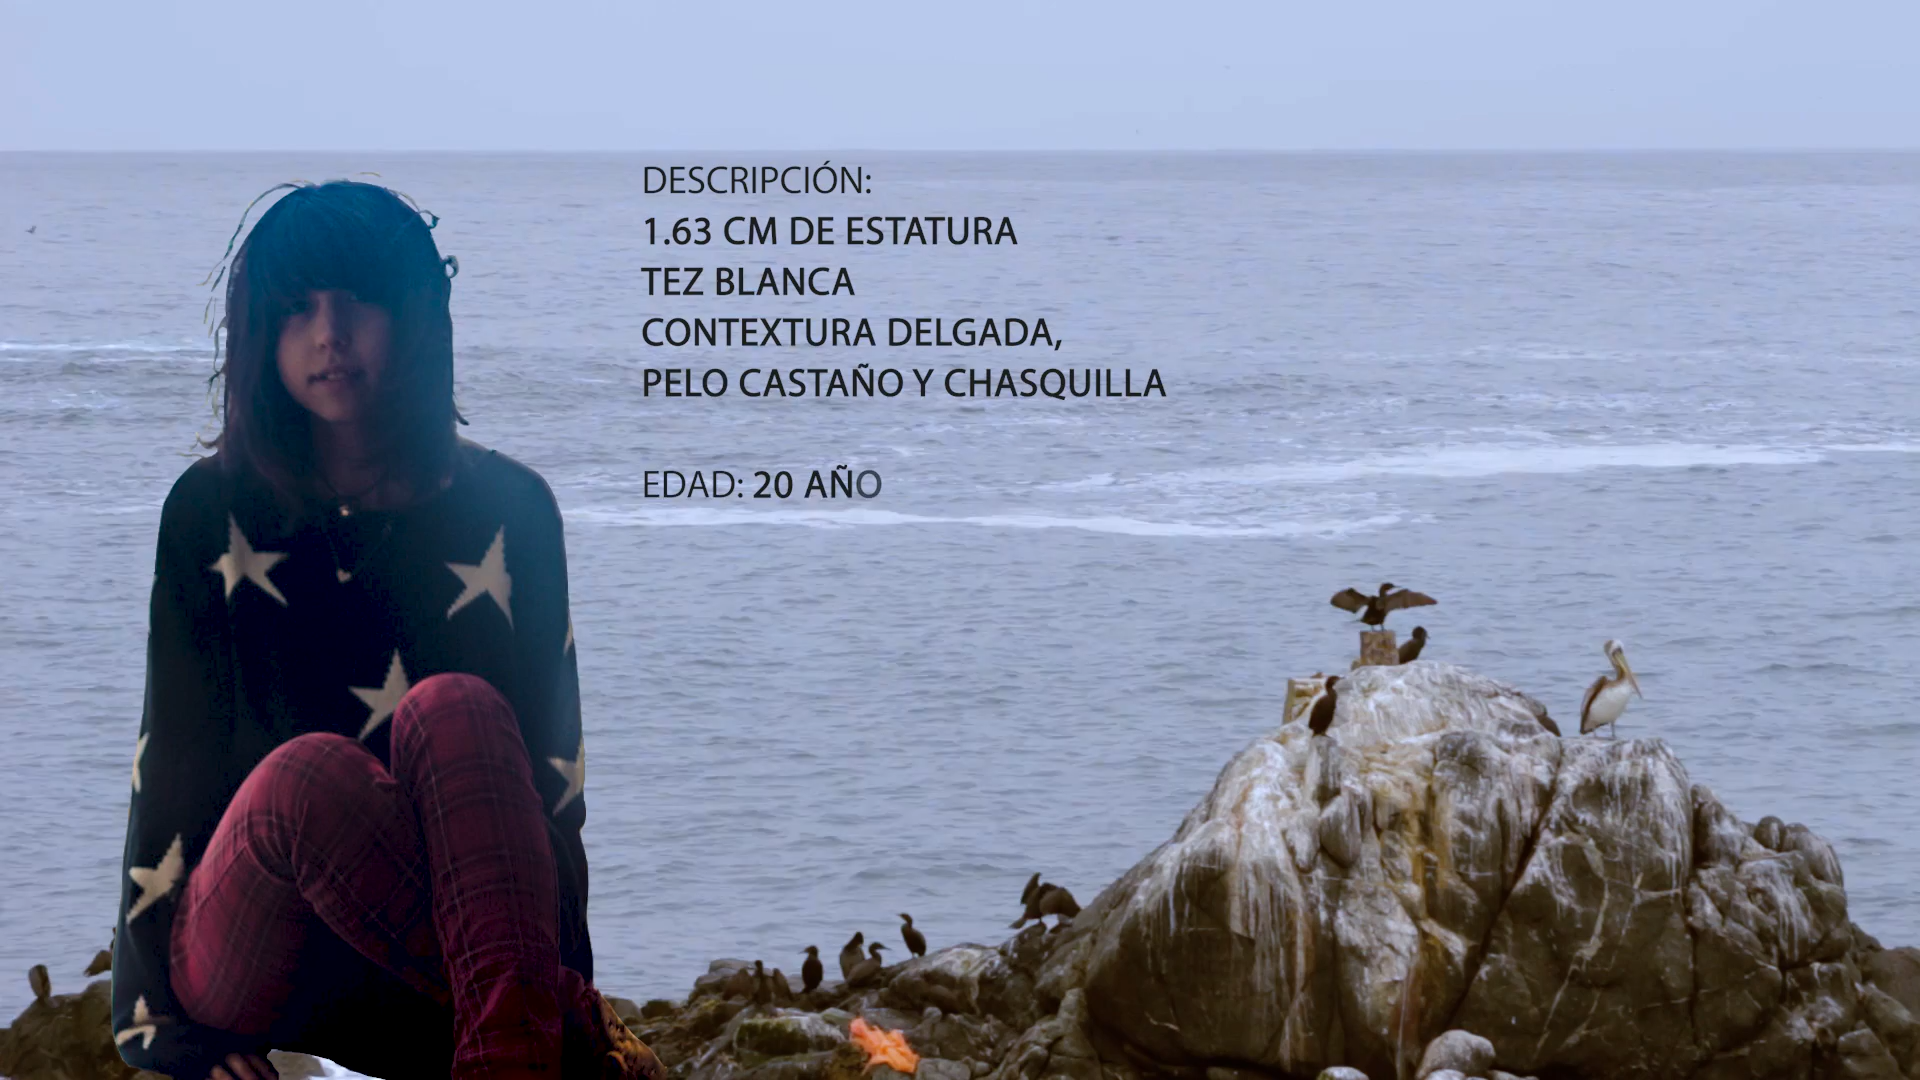 DESCRIPCIÓN:
1.63 CM DE ESTATURA
TEZ BLANCA
CONTEXTURA DELGADA,
PELO CASTAÑO Y CHASQUILLA
EDAD: 20 AÑO